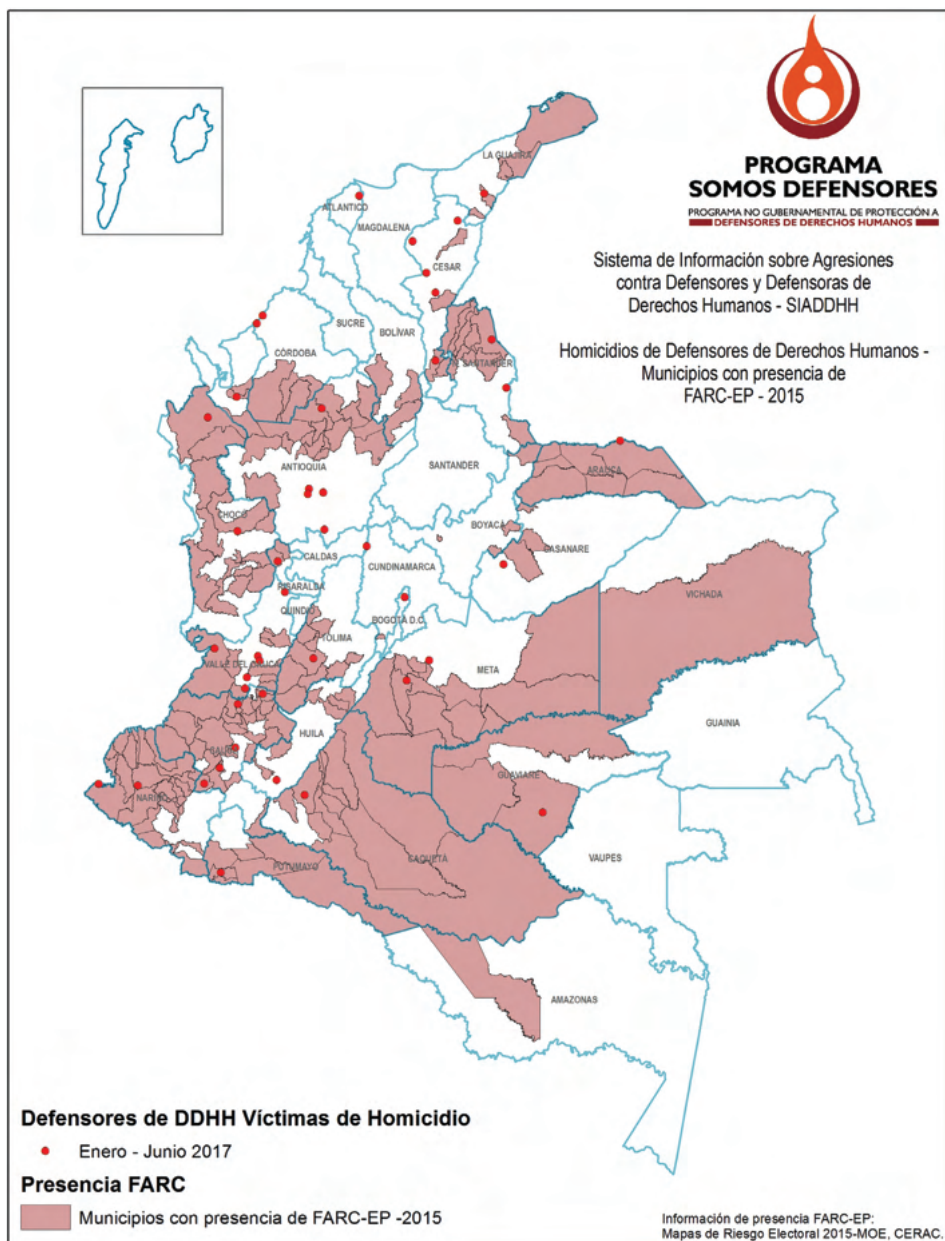 PROGRAMA
SOMOS DEFENSORES
PROGRAMA NO GUBERNAMENTAL DE PROTECCIÓN A
DEFENSORES DE DERECHOS HUMANOS
Sistema de Información sobre Agresiones
contra Defensores y Defensoras de
Derechos Humanos - SIADDHH
Homicidios de Defensores de Derechos Humanos -
Municipios con presencia de
FARC-EP - 2015
LA GUAJIRA
ATLANTICO
MAGDALENA
CESAR
SUCRE
BOLÍVAR
CÓRDOBA
SANTANDER
ANTIOQUIA
SANTANDER
ARAUCA
CHOCÓ
BOYACÁ
CASANARE
CALDAS
CUNDINAMARCA
RISARALDA
VICHADA
QUINDIO
BOGOTÁ D.C.
TOLIMA
VALLE DEL CAUCA
META
GUAINIA
HUILA
CAUCA
GUAVIARE
NARIÑO
VAUPES
CAQUETÁ
PUTUMAYO
AMAZONAS
Defensores de DDHH Víctimas de Homicidio
Enero - Junio 2017
Presencia FARC
Municipios con presencia de FARC-EP -2015
Información de presencia FARC-EP:
Mapas de Riesgo Electoral 2015-MOE, CERAC.